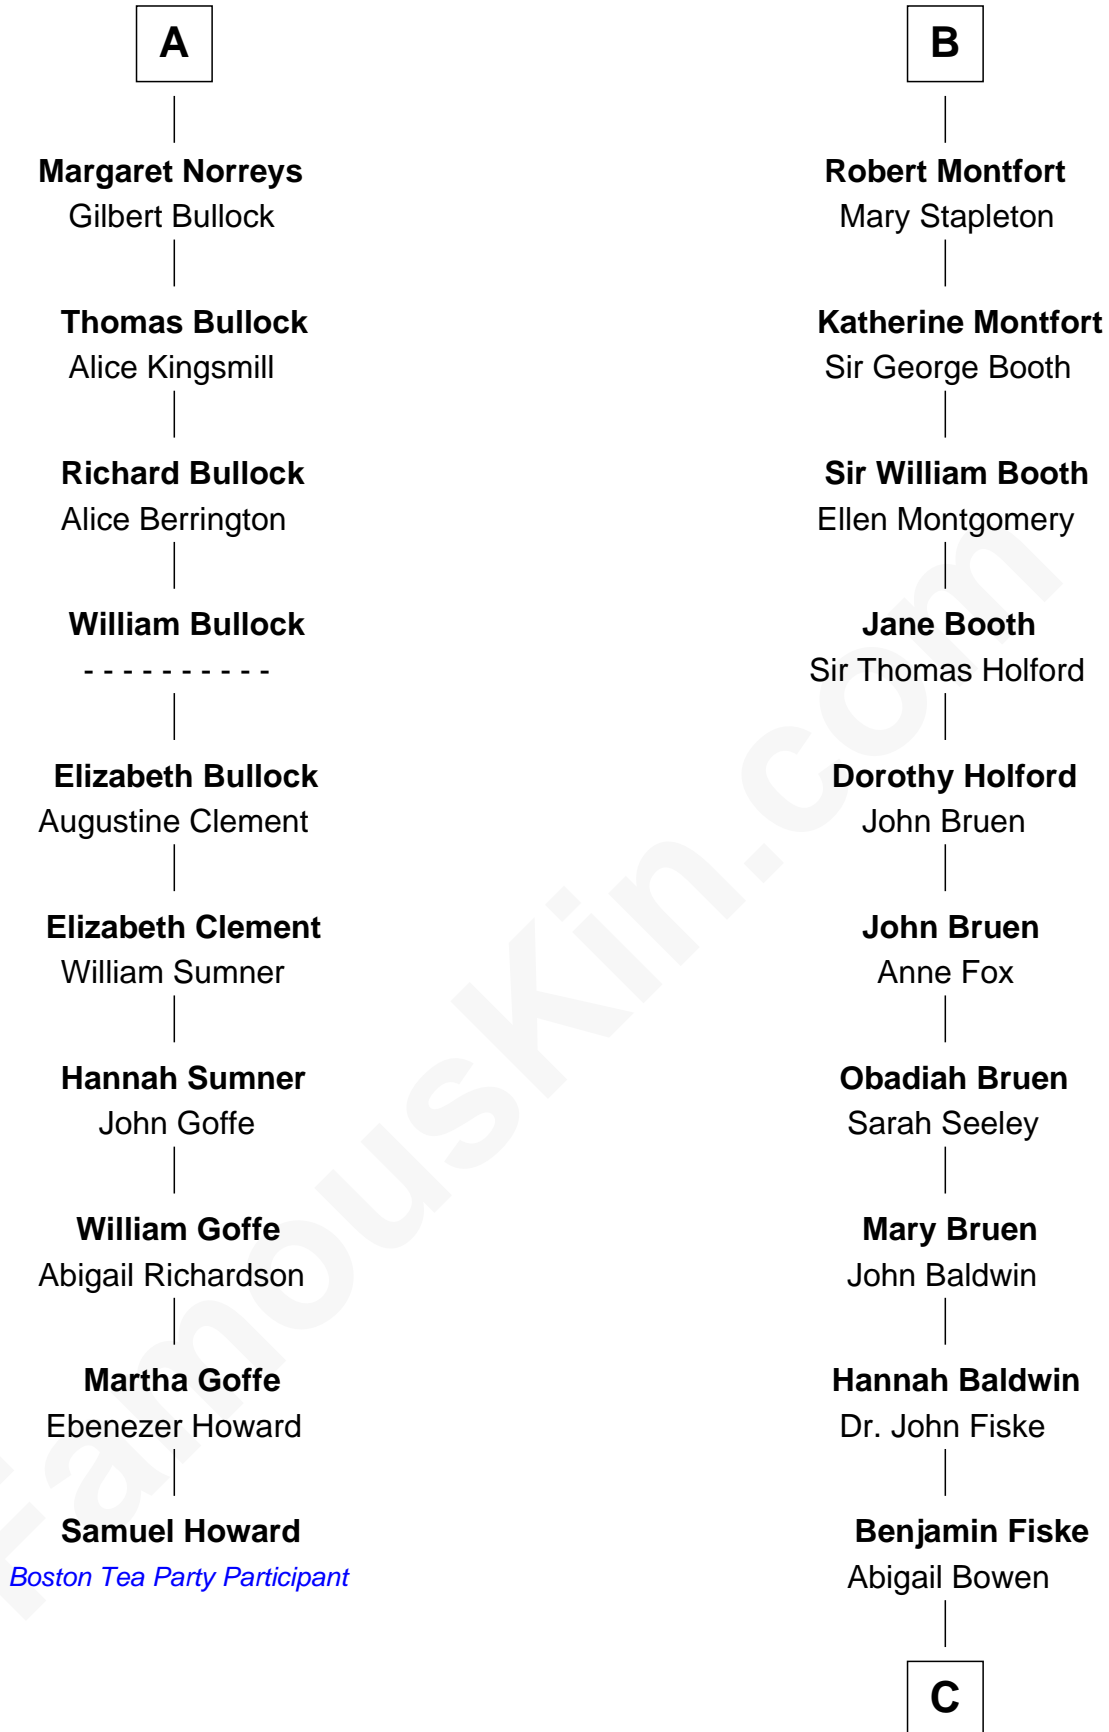 A
Margaret Norreys
Gilbert Bullock
Thomas Bullock
Alice Kingsmill
Richard Bullock
Alice Berrington
William Bullock
- - - - - - - - - -
Elizabeth Bullock
Augustine Clement
Elizabeth Clement
William Sumner
Hannah Sumner
John Goffe
William Goffe
Abigail Richardson
Martha Goffe
Ebenezer Howard
Samuel Howard
Boston Tea Party Participant
B
Robert Montfort
Mary Stapleton
Katherine Montfort
Sir George Booth
Sir William Booth
Ellen Montgomery
Jane Booth
Sir Thomas Holford
Dorothy Holford
John Bruen
John Bruen
Anne Fox
Obadiah Bruen
Sarah Seeley
Mary Bruen
John Baldwin
Hannah Baldwin
Dr. John Fiske
Benjamin Fiske
Abigail Bowen
C
FamousKin.com